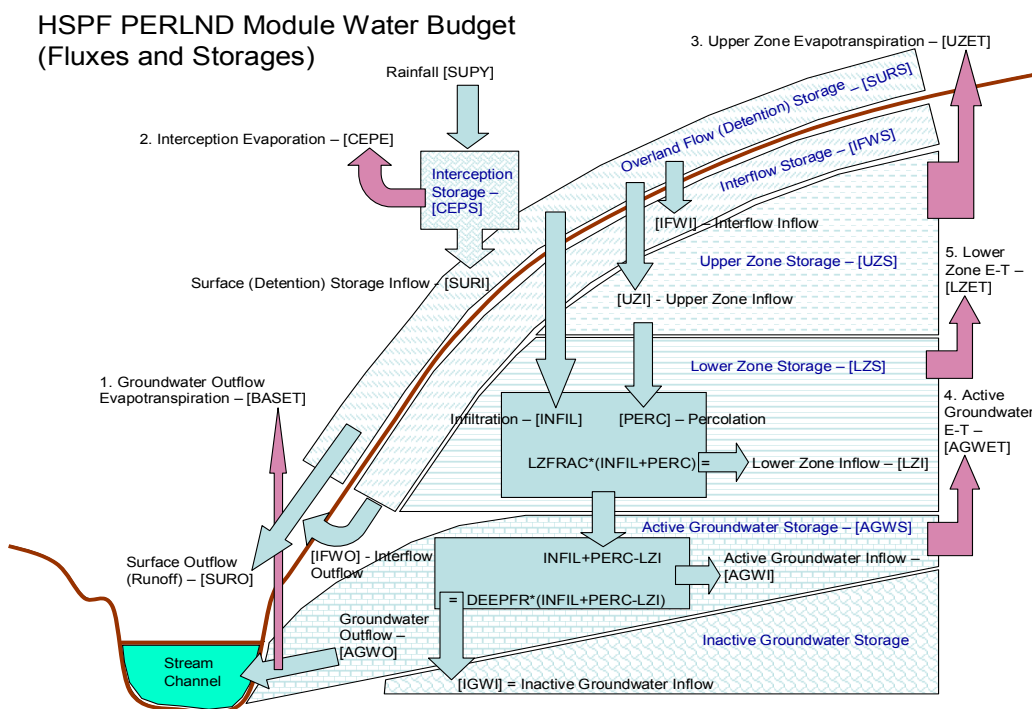 HSPF PERLND Module Water Budget
(Fluxes and Storages)
3. Upper Zone Evapotranspiration – [UZET]
Rainfall [SUPY]
2. Interception Evaporation – [CEPE]
Interception
Storage –
[CEPS]
Overland Flow (Detention) Storage – [SURS]
Interflow Storage – [IFWS]
[IFWI] – Interflow Inflow
Upper Zone Storage – [UZS]
5. Lower
Zone E-T –
[LZET]
Surface (Detention) Storage Inflow - [SURI]
[UZI] - Upper Zone Inflow
Lower Zone Storage – [LZS]
1. Groundwater Outflow
Evapotranspiration – [BASET]
4. Active
Groundwater
E-T –
[AGWET]
Infiltration – [INFIL]
[PERC] – Percolation
LZFRAC*(INFIL+PERC) =
Lower Zone Inflow – [LZI]
Active Groundwater Storage – [AGWS]
Surface Outflow
(Runoff) – [SURO]
[IFWO] - Interflow
Outflow
INFIL+PERC-LZI
Active Groundwater Inflow –
[AGWI]
= DEEPFR*(INFIL+PERC-LZI)
Groundwater
Outflow –
[AGWO]
Inactive Groundwater Storage
Stream
Channel
[IGWI] = Inactive Groundwater Inflow